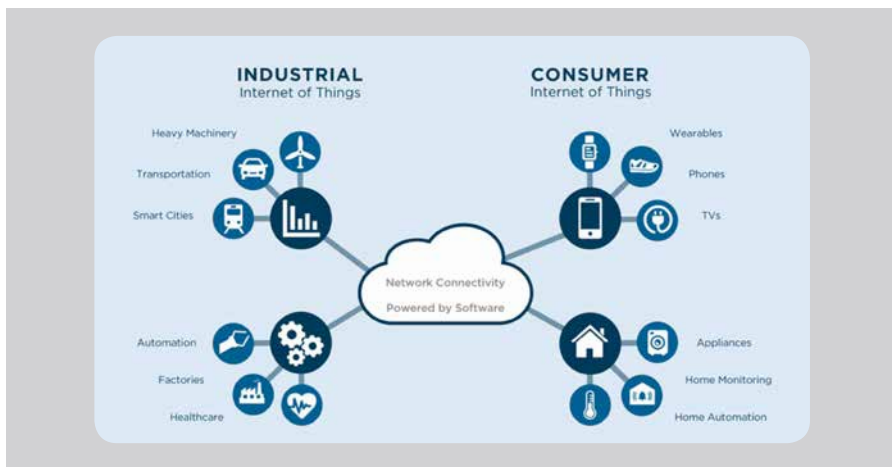 INDUSTRIAL
Internet of Things
CONSUMER
Internet of Things
Heavy Machinery
Transportation
Smart Cities
Wearables
Phones
TVs
Network Connectivity
Powered by Software
Automation
Factories
Healthcare
Appliances
Home Monitoring
Home Automation